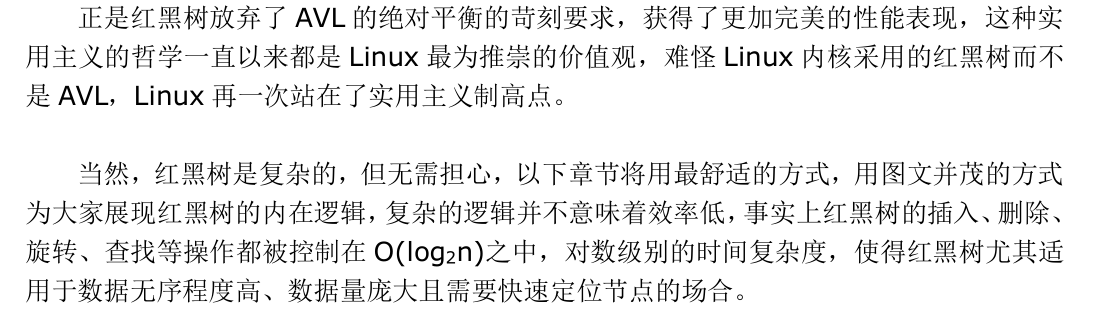 正是红黑树放弃了 AVL 的绝对平衡的苛刻要求，获得了更加完美的性能表现，这种实
用主义的哲学一直以来都是 Linux 最为推崇的价值观，难怪 Linux 内核采用的红黑树而不
是 AVL，Linux 再一次站在了实用主义制高点。
当然，红黑树是复杂的，但无需担心，以下章节将用最舒适的方式，用图文并茂的方式
为大家展现红黑树的内在逻辑，复杂的逻辑并不意味着效率低，事实上红黑树的插入、删除、
旋转、查找等操作都被控制在 O(log₂n)之中，对数级别的时间复杂度，使得红黑树尤其适
用于数据无序程度高、数据量庞大且需要快速定位节点的场合。